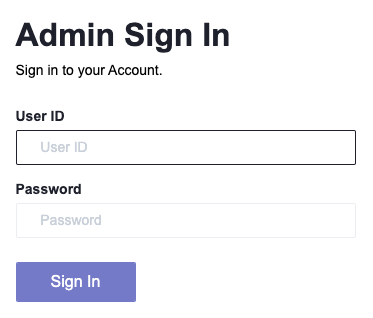 Admin Sign In
Sign in to your Account.
User ID
User ID
Password
Password
Sign In